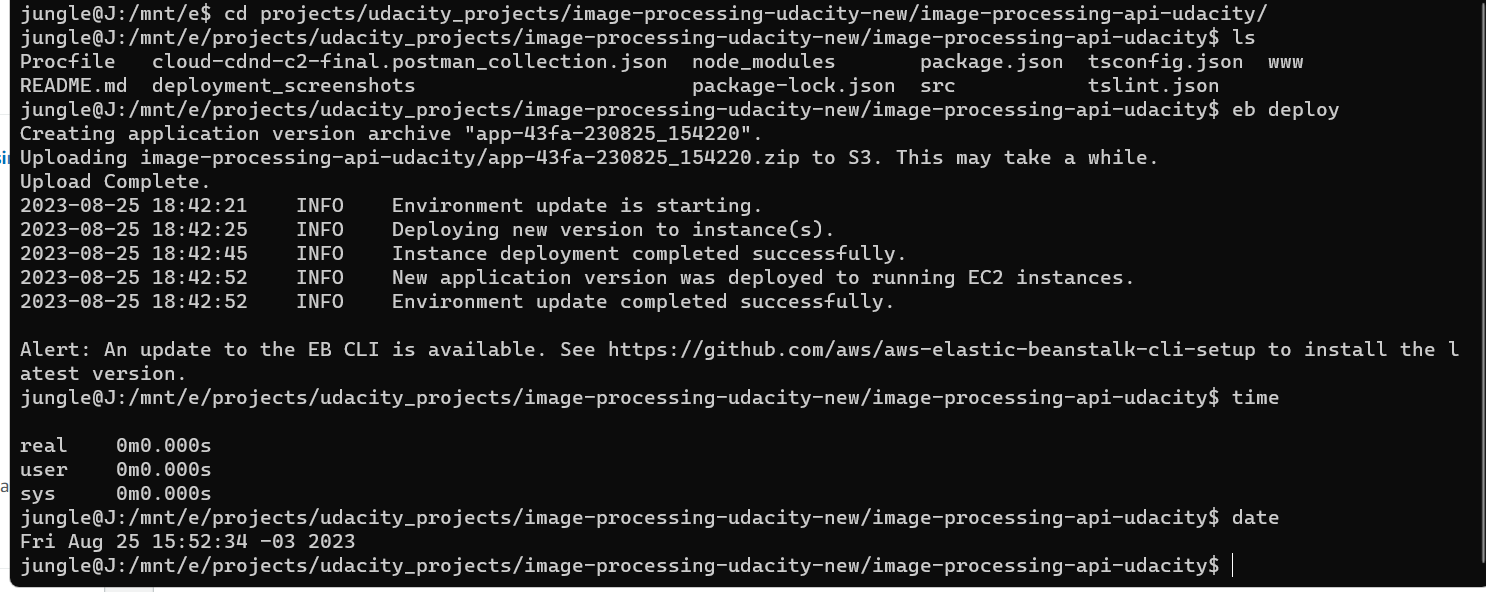 jungle@J:/mnt/e$ cd projects/udacity_projects/image-processing-udacity-new/image-processing-api-udacity/
jungle@J:/mnt/e/projects/udacity_projects/image-processing-udacity-new/image-processing-api-udacity$ ls
Procfile   cloud-cdnd-c2-final.postman_collection.json  node_modules       package.json  tsconfig.json  www
README.md  deployment_screenshots                       package-lock.json  src           tslint.json
jungle@J:/mnt/e/projects/udacity_projects/image-processing-udacity-new/image-processing-api-udacity$ eb deploy
Creating application version archive "app-43fa-230825_154220".
Uploading image-processing-api-udacity/app-43fa-230825_154220.zip to S3. This may take a while.
Upload Complete.
2023-08-25 18:42:21    INFO    Environment update is starting.
2023-08-25 18:42:25    INFO    Deploying new version to instance(s).
2023-08-25 18:42:45    INFO    Instance deployment completed successfully.
2023-08-25 18:42:52    INFO    New application version was deployed to running EC2 instances.
2023-08-25 18:42:52    INFO    Environment update completed successfully.

Alert: An update to the EB CLI is available. See https://github.com/aws/aws-elastic-beanstalk-cli-setup to install the l
atest version.
jungle@J:/mnt/e/projects/udacity_projects/image-processing-udacity-new/image-processing-api-udacity$ time

real    0m0.000s
user    0m0.000s
sys     0m0.000s
jungle@J:/mnt/e/projects/udacity_projects/image-processing-udacity-new/image-processing-api-udacity$ date
Fri Aug 25 15:52:34 -03 2023
jungle@J:/mnt/e/projects/udacity_projects/image-processing-udacity-new/image-processing-api-udacity$